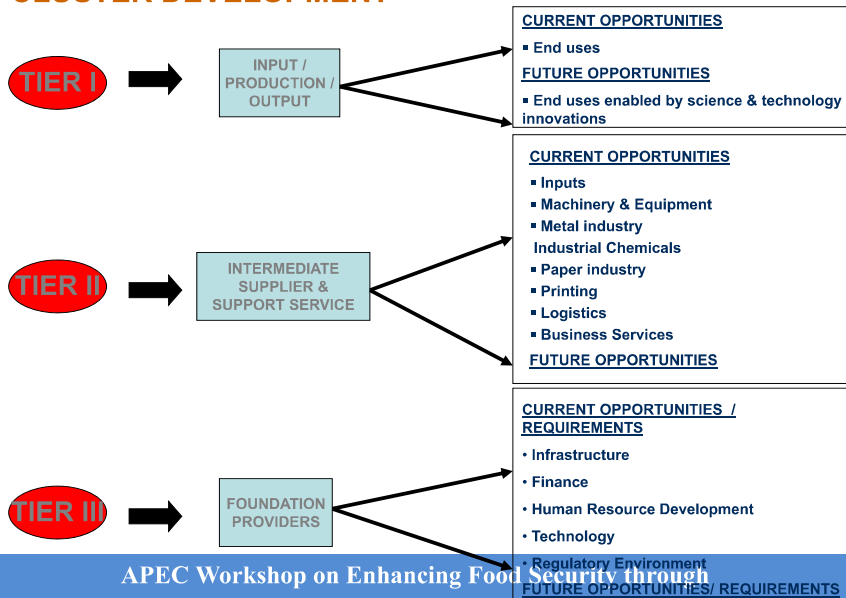 CLUSTER DEVELOPMENT
TIER I
INPUT /
PRODUCTION /
OUTPUT
CURRENT OPPORTUNITIES
▪ End uses
FUTURE OPPORTUNITIES
▪ End uses enabled by science & technology
innovations
TIER II
INTERMEDIATE
SUPPLIER &
SUPPORT SERVICE
CURRENT OPPORTUNITIES
▪ Inputs
▪ Machinery & Equipment
▪ Metal industry
Industrial Chemicals
▪ Paper industry
▪ Printing
▪ Logistics
▪ Business Services
FUTURE OPPORTUNITIES
TIER III
FOUNDATION
PROVIDERS
CURRENT OPPORTUNITIES /
REQUIREMENTS
• Infrastructure
• Finance
• Human Resource Development
• Technology
• Regulatory Environment
FUTURE OPPORTUNITIES/ REQUIREMENTS
APEC Workshop on Enhancing Food Security through